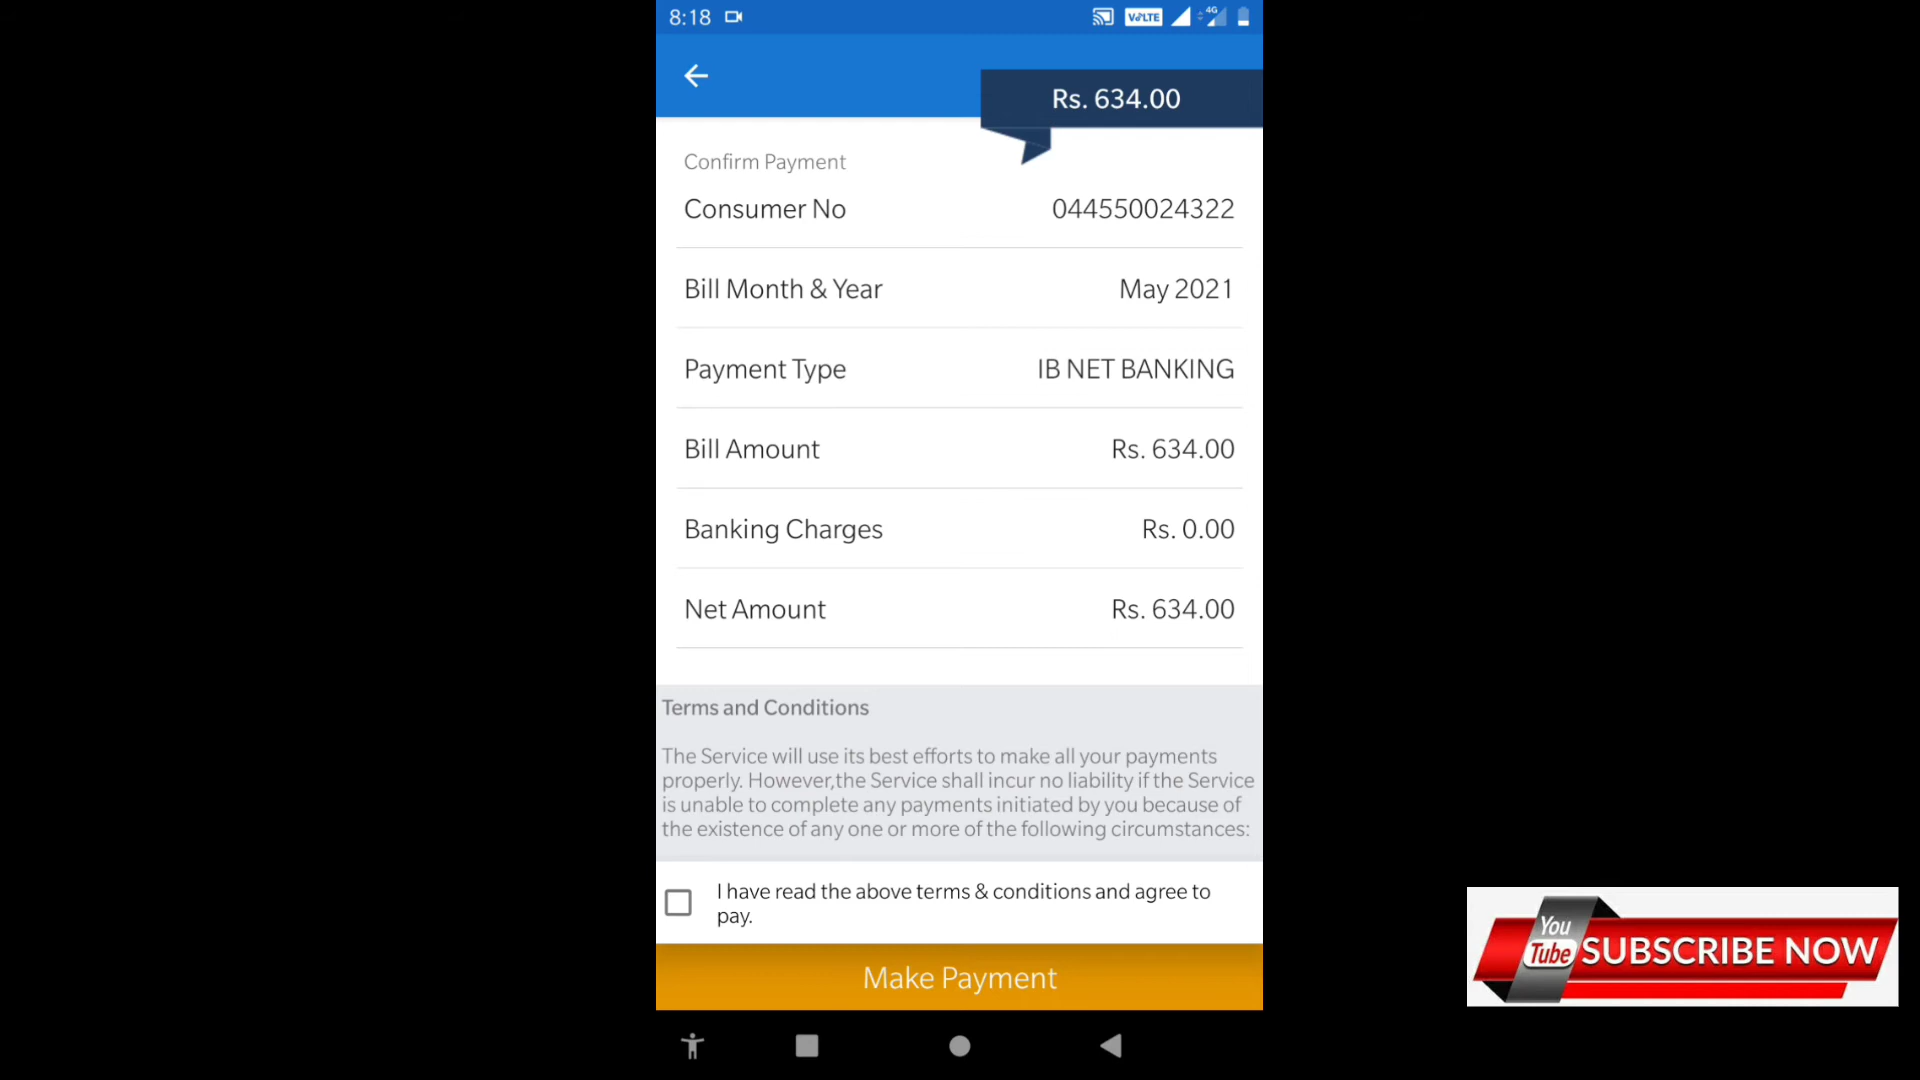 8:18
VoLTE
4G
Rs. 634.00
Confirm Payment
Consumer No 044550024322
Bill Month & Year May 2021
Payment Type IB NET BANKING
Bill Amount Rs. 634.00
Banking Charges Rs. 0.00
Net Amount Rs. 634.00
Terms and Conditions
The Service will use its best efforts to make all your payments
properly. However,the Service shall incur no liability if the Service
is unable to complete any payments initiated by you because of
the existence of any one or more of the following circumstances:
I have read the above terms & conditions and agree to
pay.
Make Payment
You
Tube SUBSCRIBE NOW